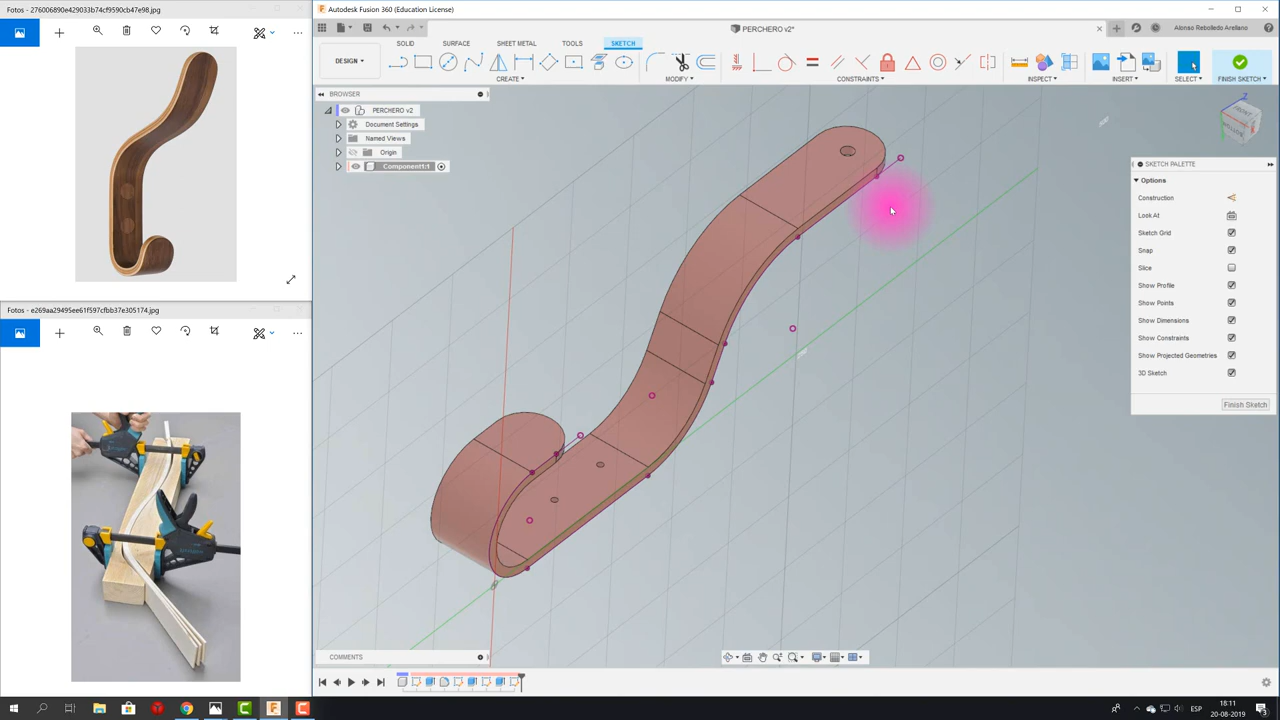 276006890e429033b74cf9590cb47e98.jpg - Fotos
Autodesk Fusion 360 (Education License)
PERCHERO v2*
Alonso Rebolledo Arellano
DESIGN
SOLID
SURFACE
SHEET METAL
TOOLS
SKETCH
CREATE
MODIFY
CONSTRAINTS
INSPECT
INSERT
SELECT
FINISH SKETCH
BROWSER
PERCHERO v2
Document Settings
Named Views
Origin
Component1:1
SKETCH PALETTE
Options
Construction
Look At
Sketch Grid
Snap
Slice
Show Profile
Show Points
Show Dimensions
Show Constraints
Show Projected Geometries
3D Sketch
Finish Sketch
Fotos - e269aa29495ee61f597cfbb37e305174.jpg
COMMENTS
ESP
18:11
20-08-2019
3